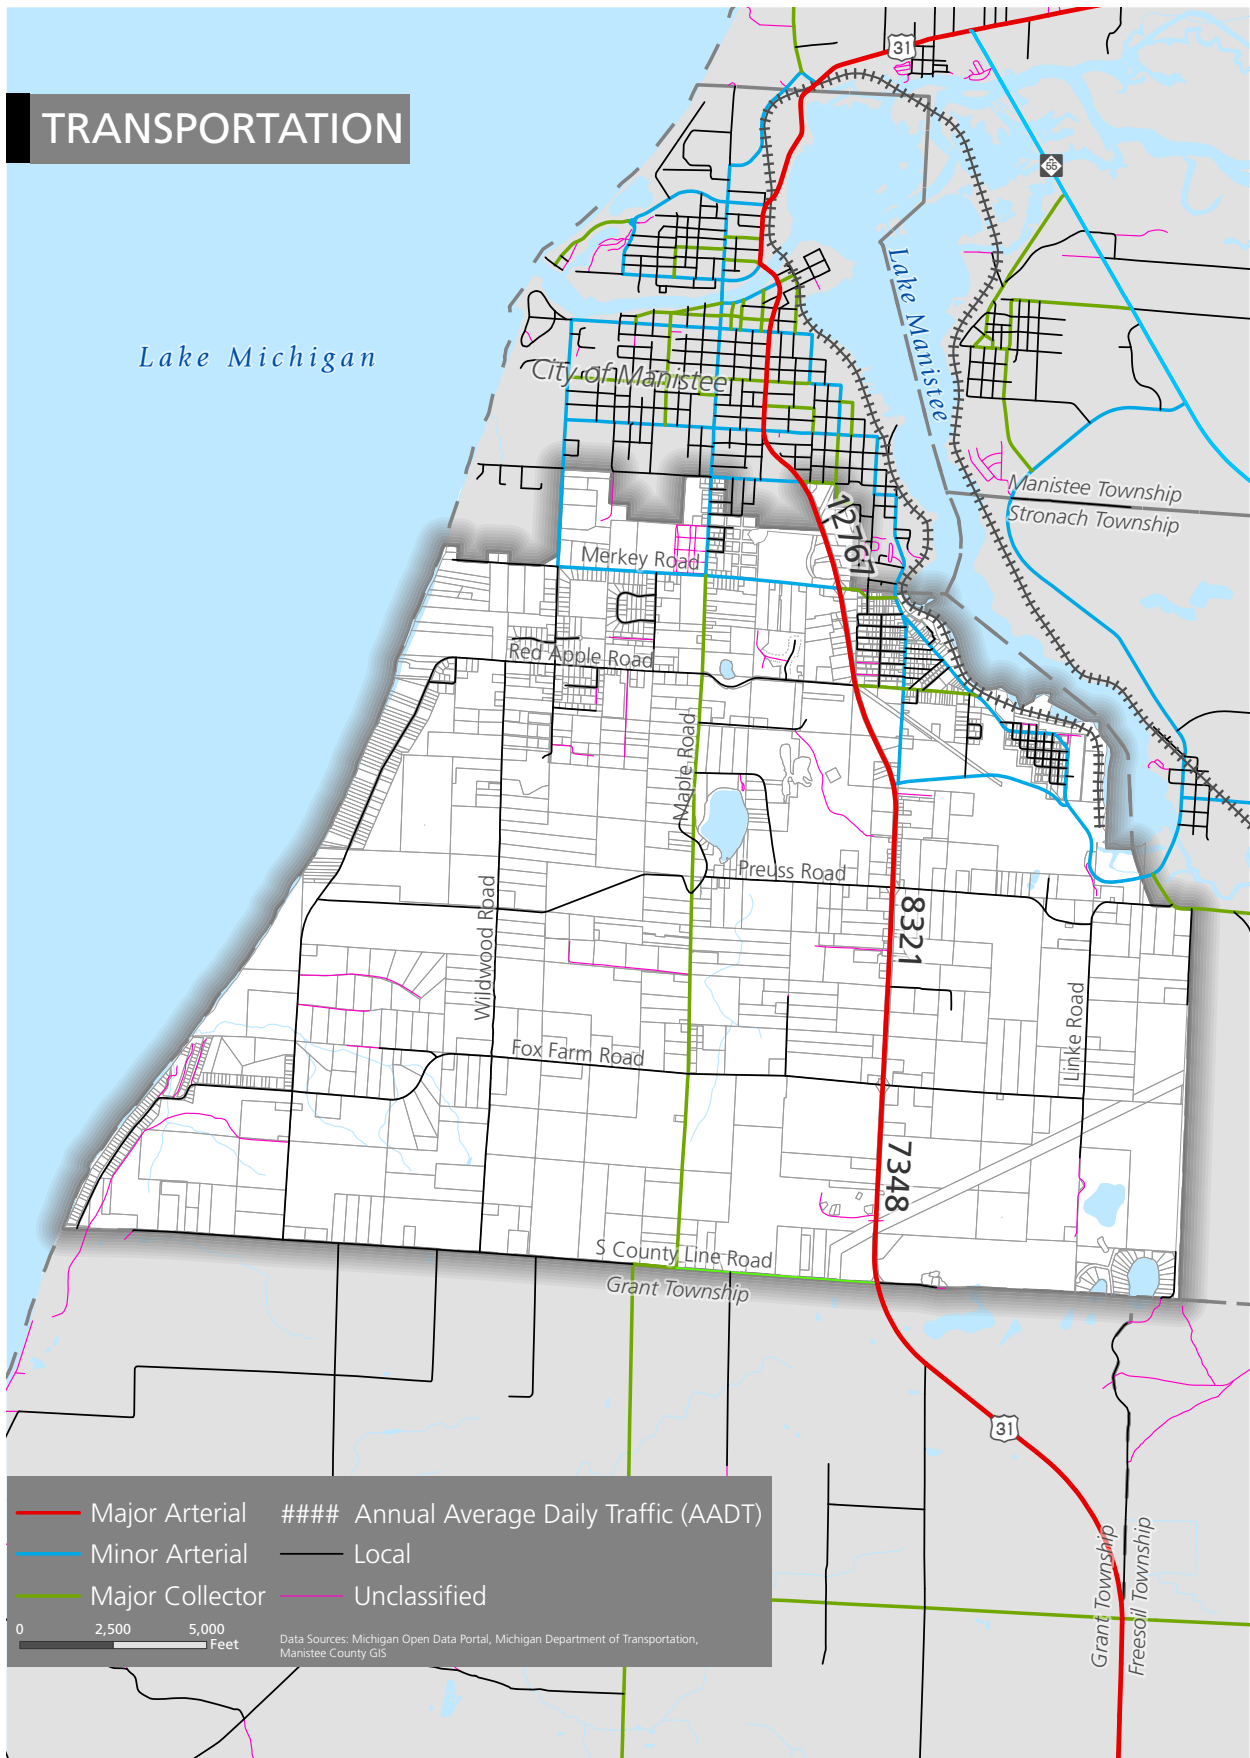 TRANSPORTATION
31
55
Lake Manistee
Lake Michigan
City of Manistee
Manistee Township
Stronach Township
12761
Merkey Road
Red Apple Road
Maple Road
Preuss Road
Wildwood Road
8321
Linke Road
Fox Farm Road
7348
S County Line Road
Grant Township
31
Grant Township
Freesoil Township
Major Arterial
#### Annual Average Daily Traffic (AADT)
Minor Arterial
Local
Major Collector
Unclassified
0 2,500 5,000
Feet
Data Sources: Michigan Open Data Portal, Michigan Department of Transportation,
Manistee County GIS